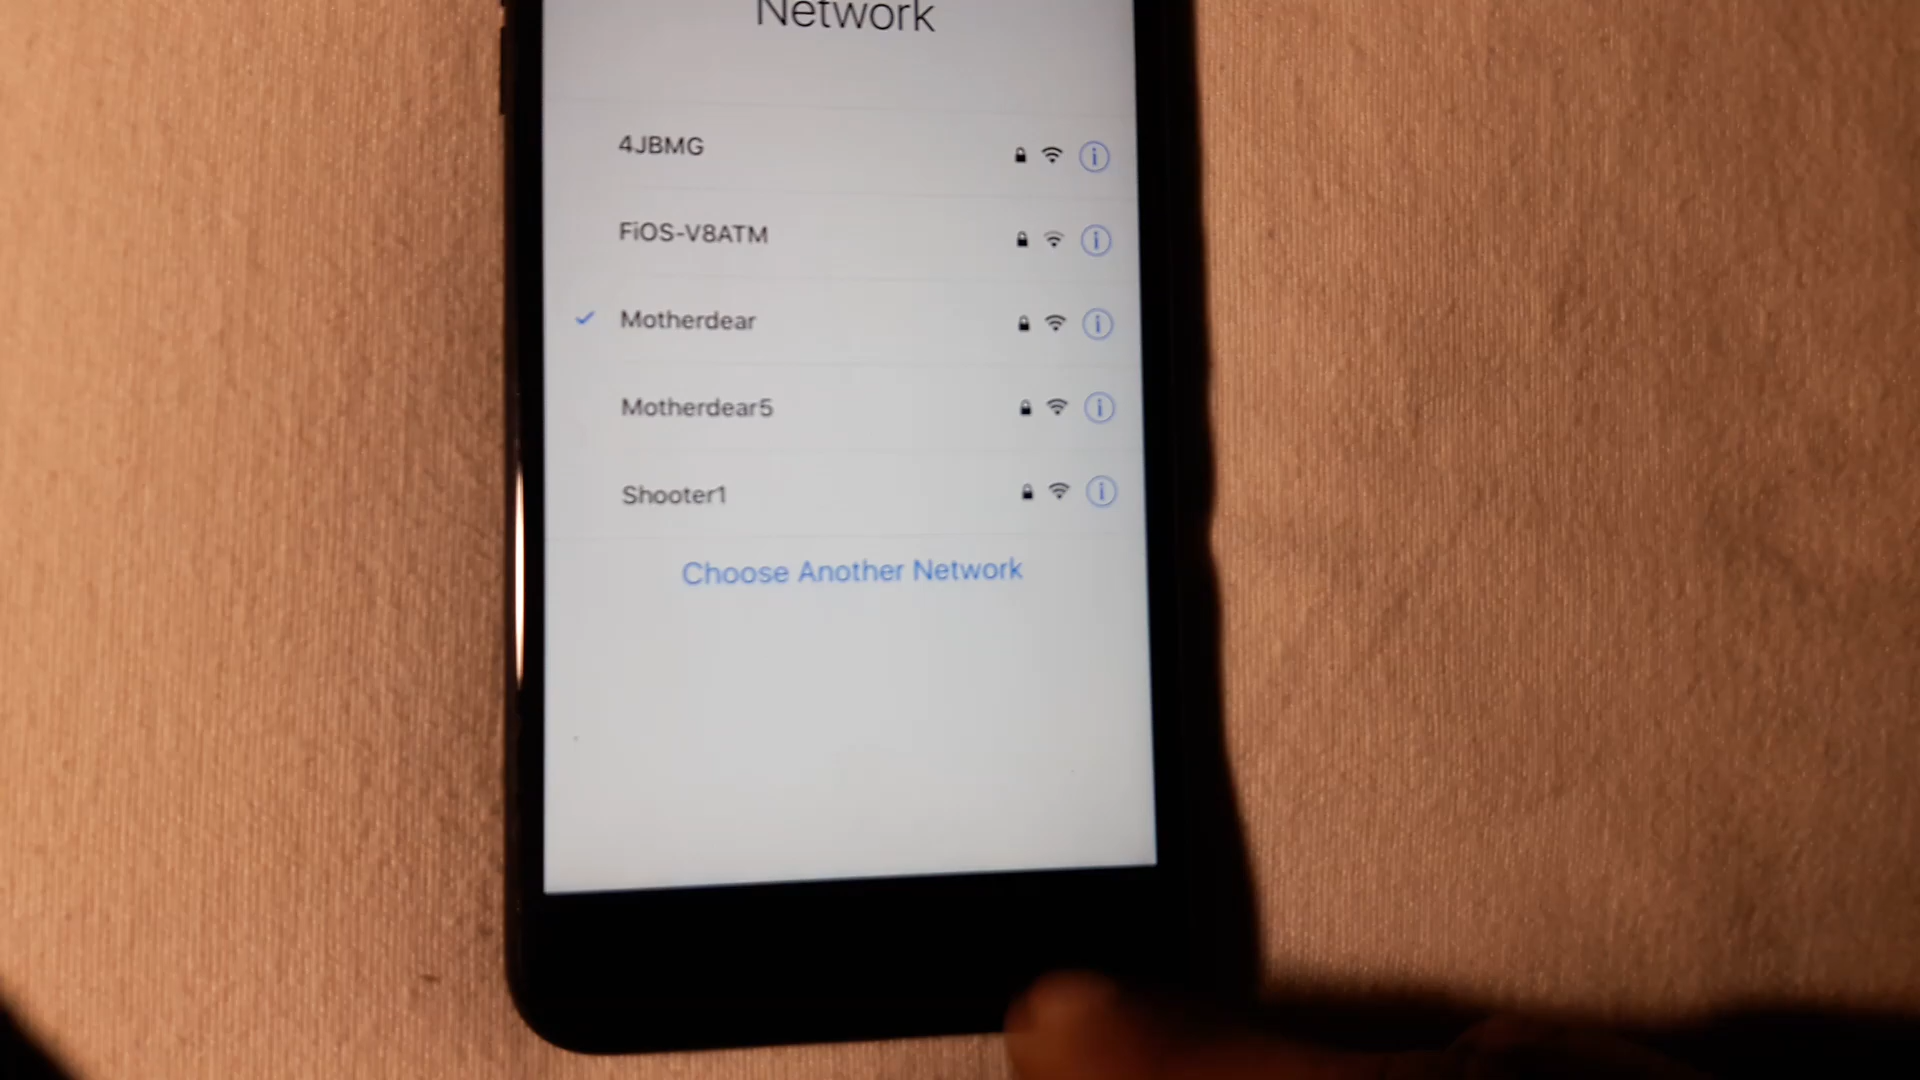 Network
4JBMG
FiOS-V8ATM
Motherdear
Motherdear5
Shooter1
Choose Another Network